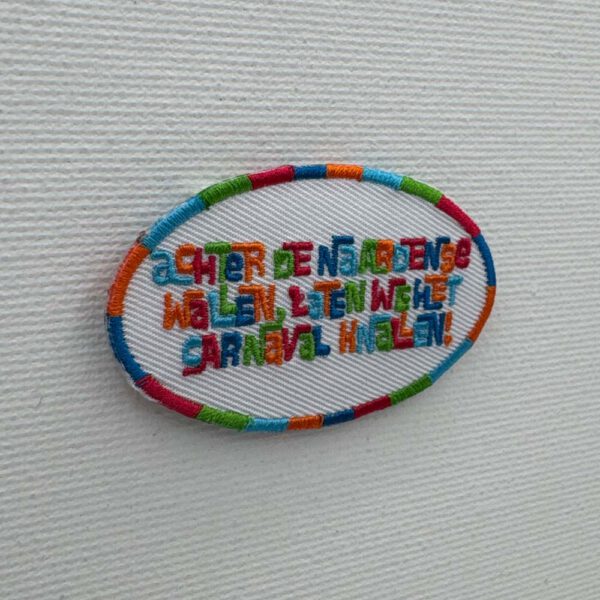 ACHTER DE NAARDENSE
WALLEN, LATEN WE HET
CARNAVAL KNALLEN!